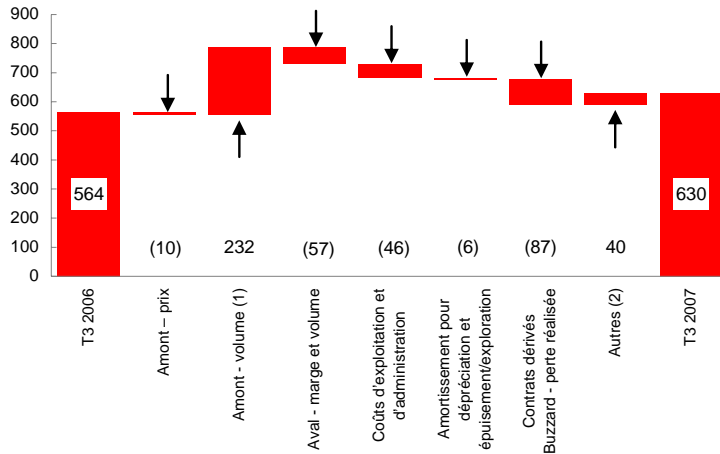 900
800
700
600
500
400
300
200
100
0
564
(10)
232
(57)
(46)
(6)
(87)
40
630
T3 2006
Amont – prix
Amont - volume (1)
Aval - marge et volume
Coûts d'exploitation et
d'administration
Amortissement pour
dépréciation et
épuisement/exploration
Contrats dérivés
Buzzard - perte réalisée
Autres (2)
T3 2007